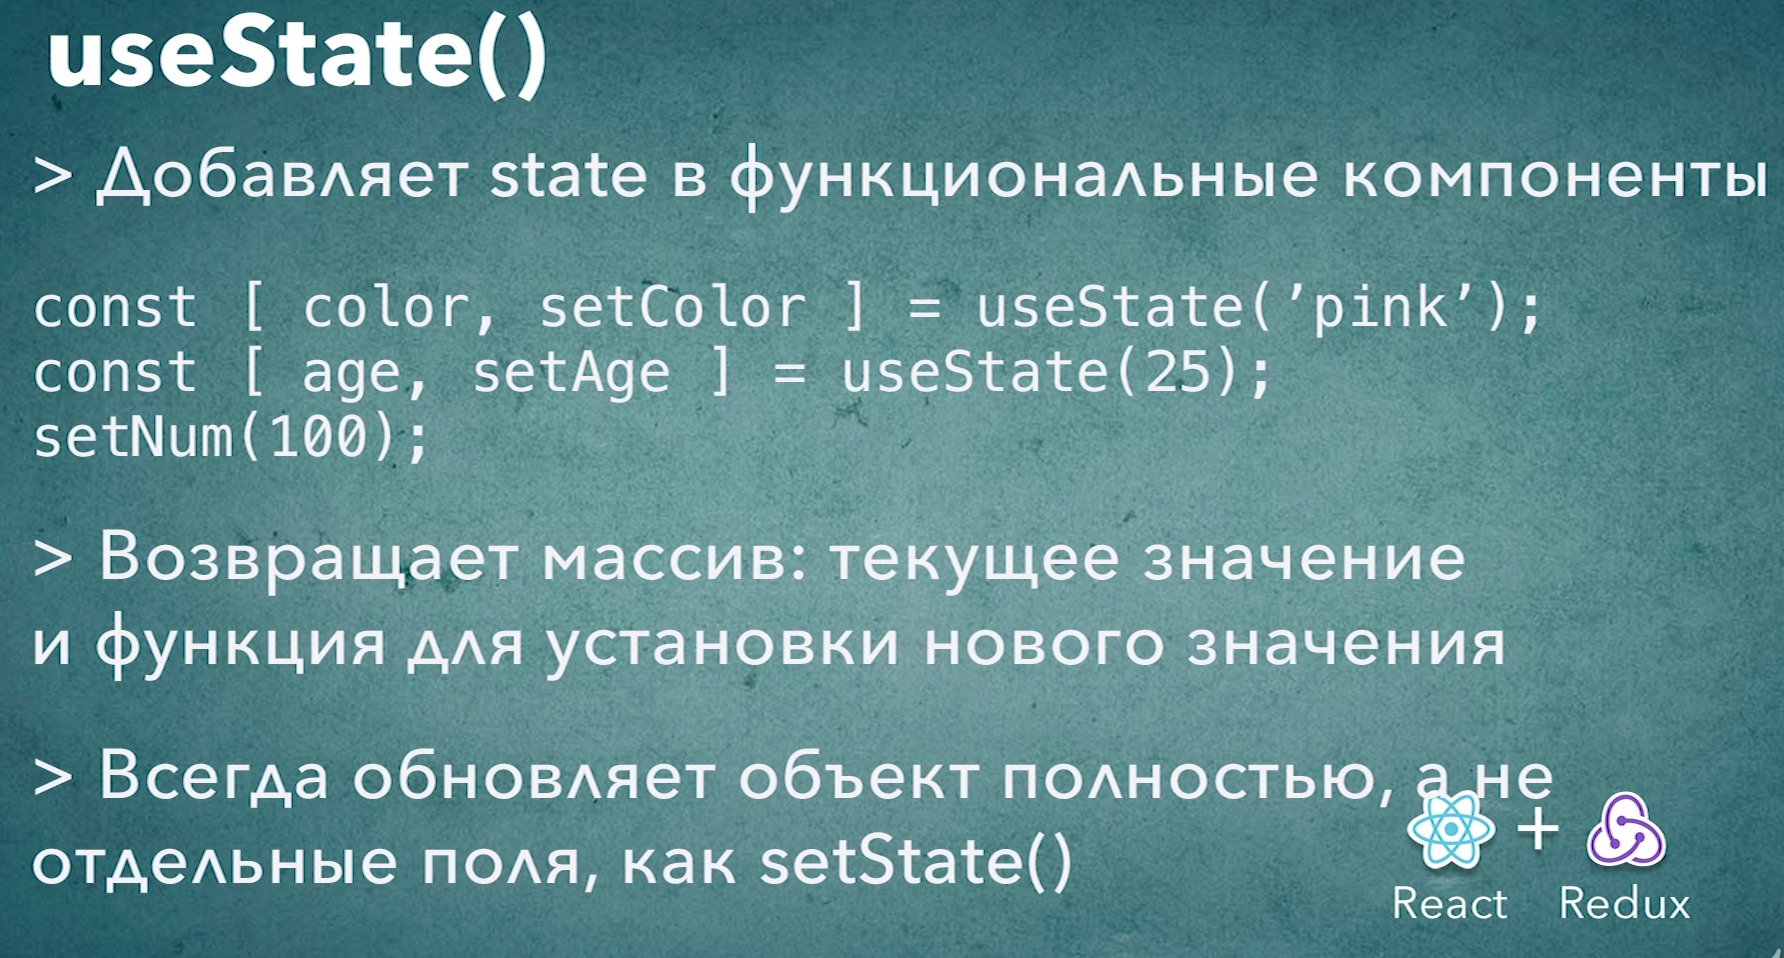 useState()
> Добавляет state в функциональные компоненты
const [ color, setColor ] = useState(’pink’);
const [ age, setAge ] = useState(25);
setNum(100);
> Возвращает массив: текущее значение
и функция для установки нового значения
> Всегда обновляет объект полностью, а не
отдельные поля, как setState()
+
React Redux